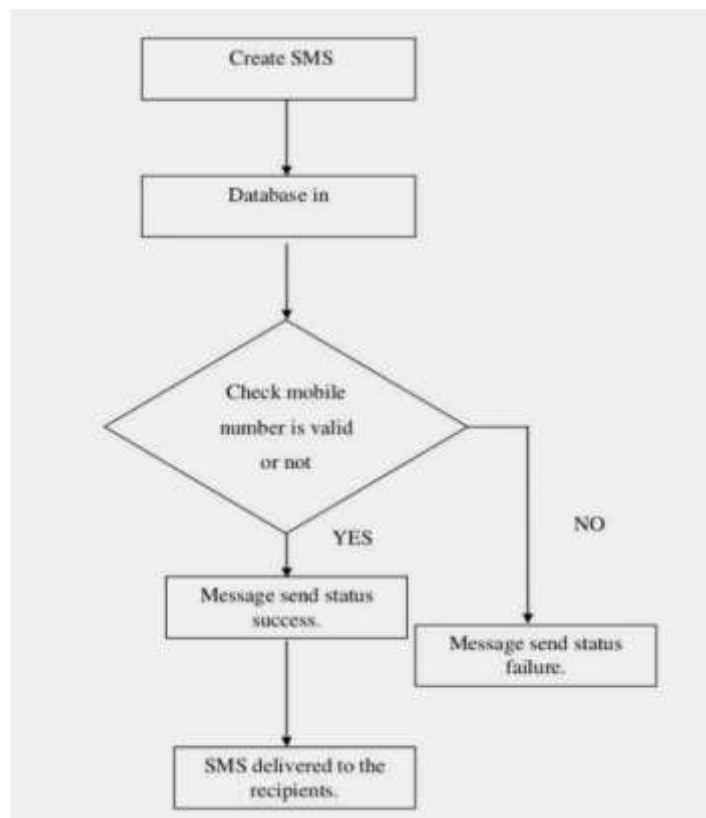 Create SMS
Database in
Check mobile
number is valid
or not
YES
NO
Message send status
success.
Message send status
failure.
SMS delivered to the
recipients.